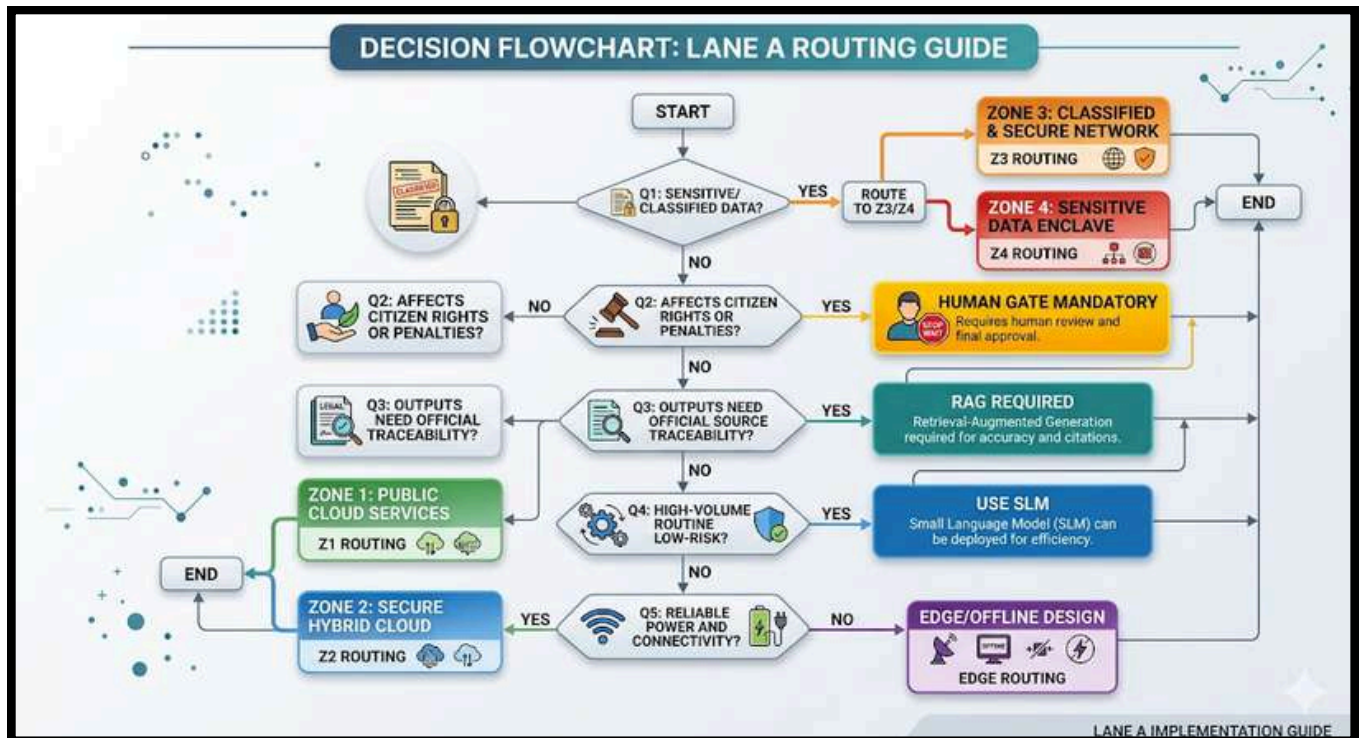 DECISION FLOWCHART: LANE A ROUTING GUIDE
START
CLASSIFIED
Q1: SENSITIVE/
CLASSIFIED DATA?
YES
ROUTE
TO Z3/Z4
ZONE 3: CLASSIFIED
& SECURE NETWORK
Z3 ROUTING
ZONE 4: SENSITIVE
DATA ENCLAVE
Z4 ROUTING
END
NO
Q2: AFFECTS
CITIZEN RIGHTS
OR PENALTIES?
NO
Q2: AFFECTS CITIZEN
RIGHTS OR
PENALTIES?
YES
HUMAN GATE MANDATORY
STOP
WAIT
Requires human review and
final approval.
NO
LEGAL
Q3: OUTPUTS
NEED OFFICIAL
TRACEABILITY?
Q3: OUTPUTS NEED
OFFICIAL SOURCE
TRACEABILITY?
YES
RAG REQUIRED
Retrieval-Augmented Generation
required for accuracy and citations.
NO
ZONE 1: PUBLIC
CLOUD SERVICES
Z1 ROUTING
Q4: HIGH-VOLUME
ROUTINE
LOW-RISK?
YES
USE SLM
Small Language Model (SLM) can
be deployed for efficiency.
NO
END
ZONE 2: SECURE
HYBRID CLOUD
Z2 ROUTING
YES
Q5: RELIABLE
POWER AND
CONNECTIVITY?
NO
EDGE/OFFLINE DESIGN
OFFLINE
EDGE ROUTING
LANE A IMPLEMENTATION GUIDE